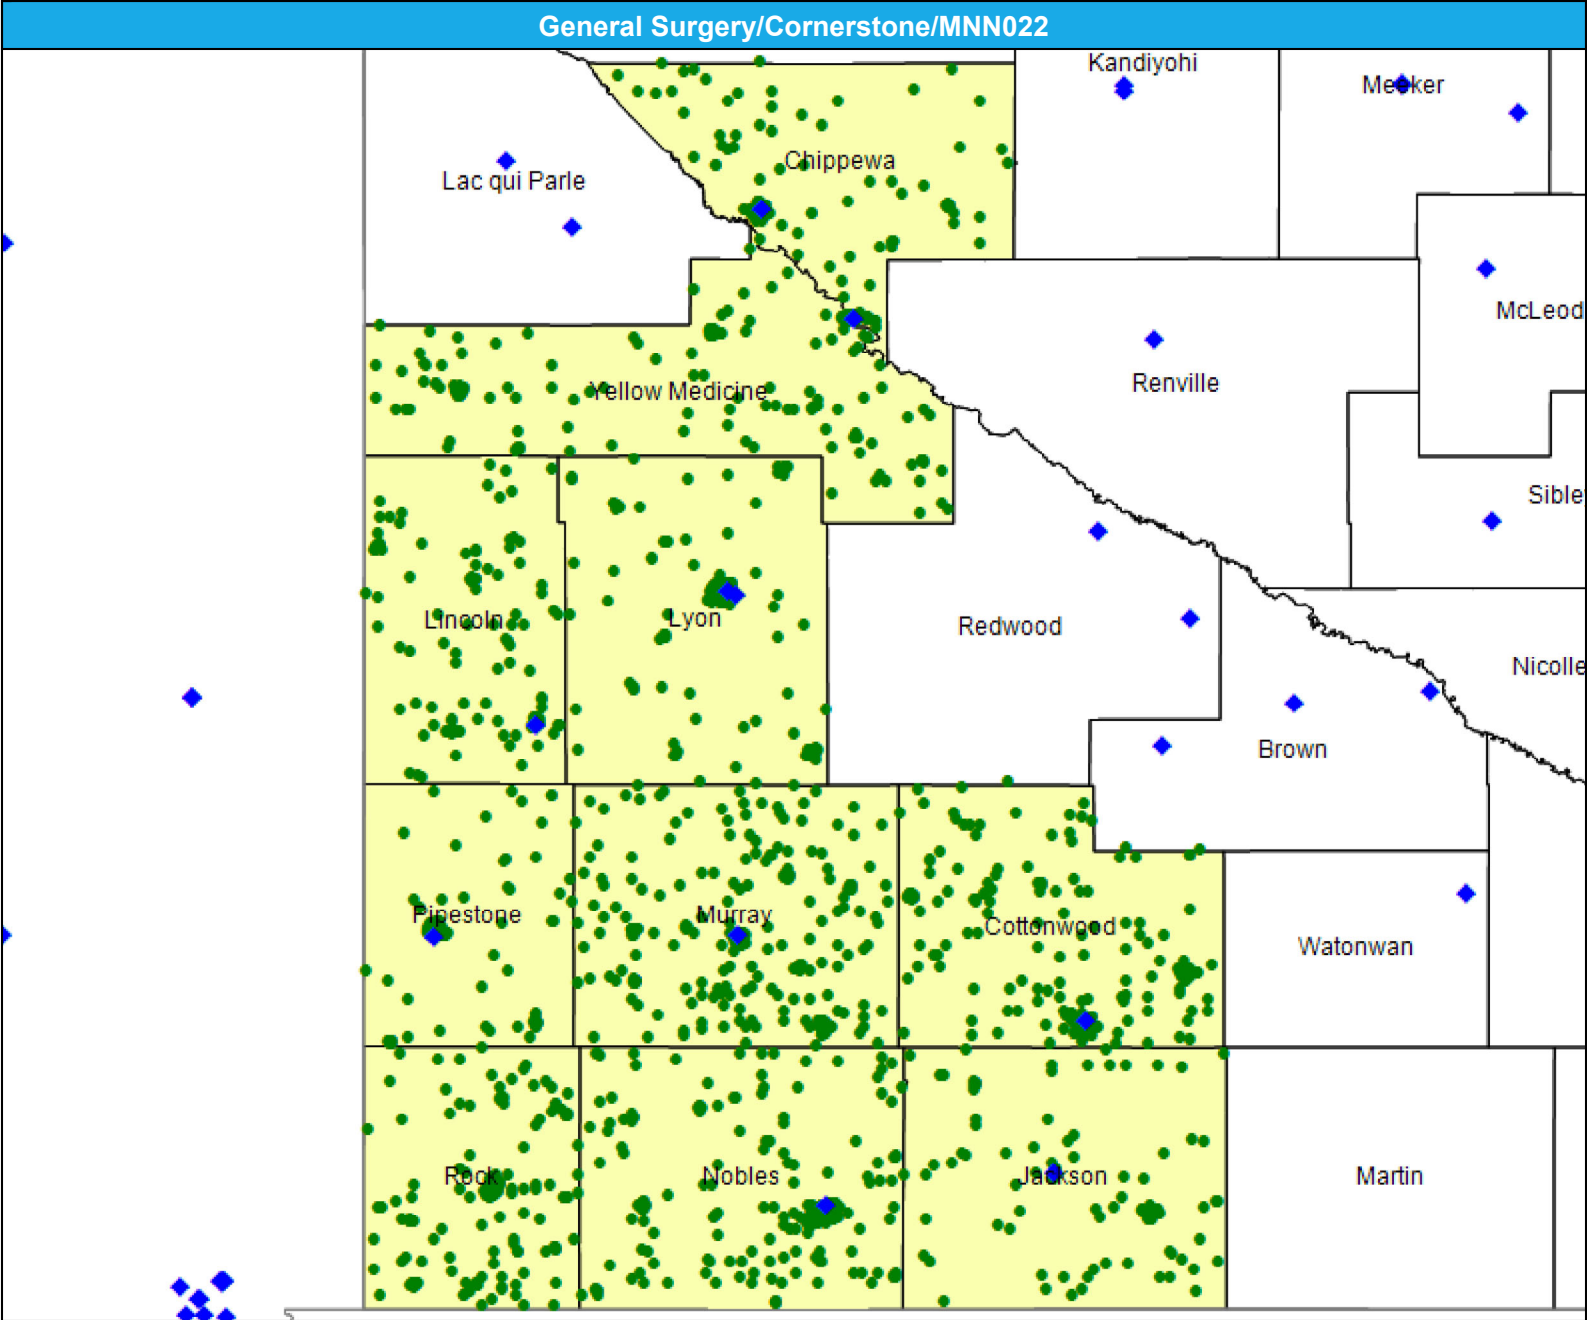 General Surgery/Cornerstone/MNN022
Kandiyohi
Meeker
Chippewa
Lac qui Parle
McLeod
Renville
Yellow Medicine
Sible
Lincoln
Lyon
Redwood
Nicolle
Brown
Pipestone
Murray
Cottonwood
Watonwan
Rock
Nobles
Jackson
Martin